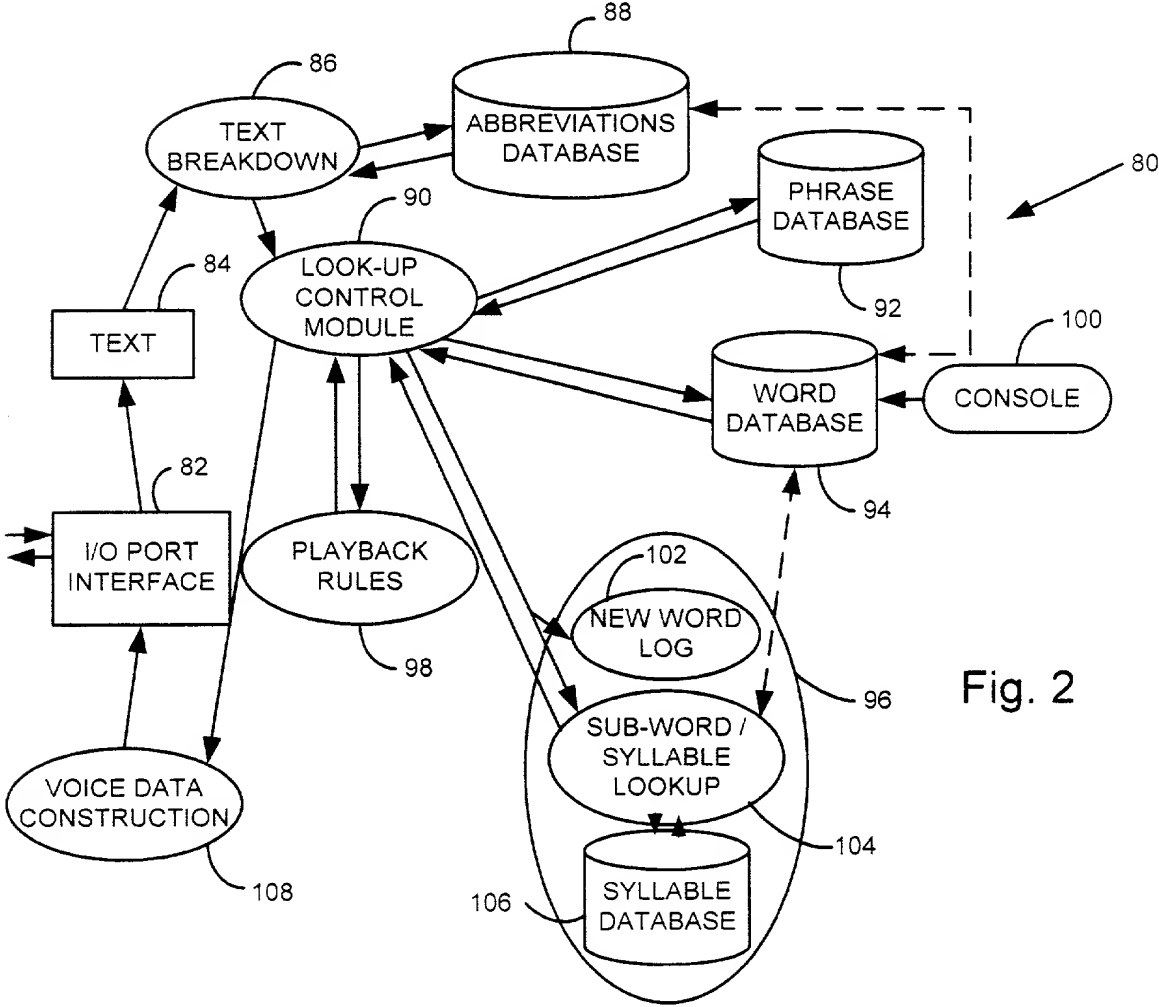 88
86
TEXT
BREAKDOWN
ABBREVIATIONS
DATABASE
80
PHRASE
DATABASE
90
84
LOOK-UP
CONTROL
MODULE
92
100
TEXT
WORD
DATABASE
CONSOLE
82
94
I/O PORT
INTERFACE
PLAYBACK
RULES
102
NEW WORD
LOG
98
96
Fig. 2
SUB-WORD /
SYLLABLE
LOOKUP
VOICE DATA
CONSTRUCTION
104
108
106
SYLLABLE
DATABASE